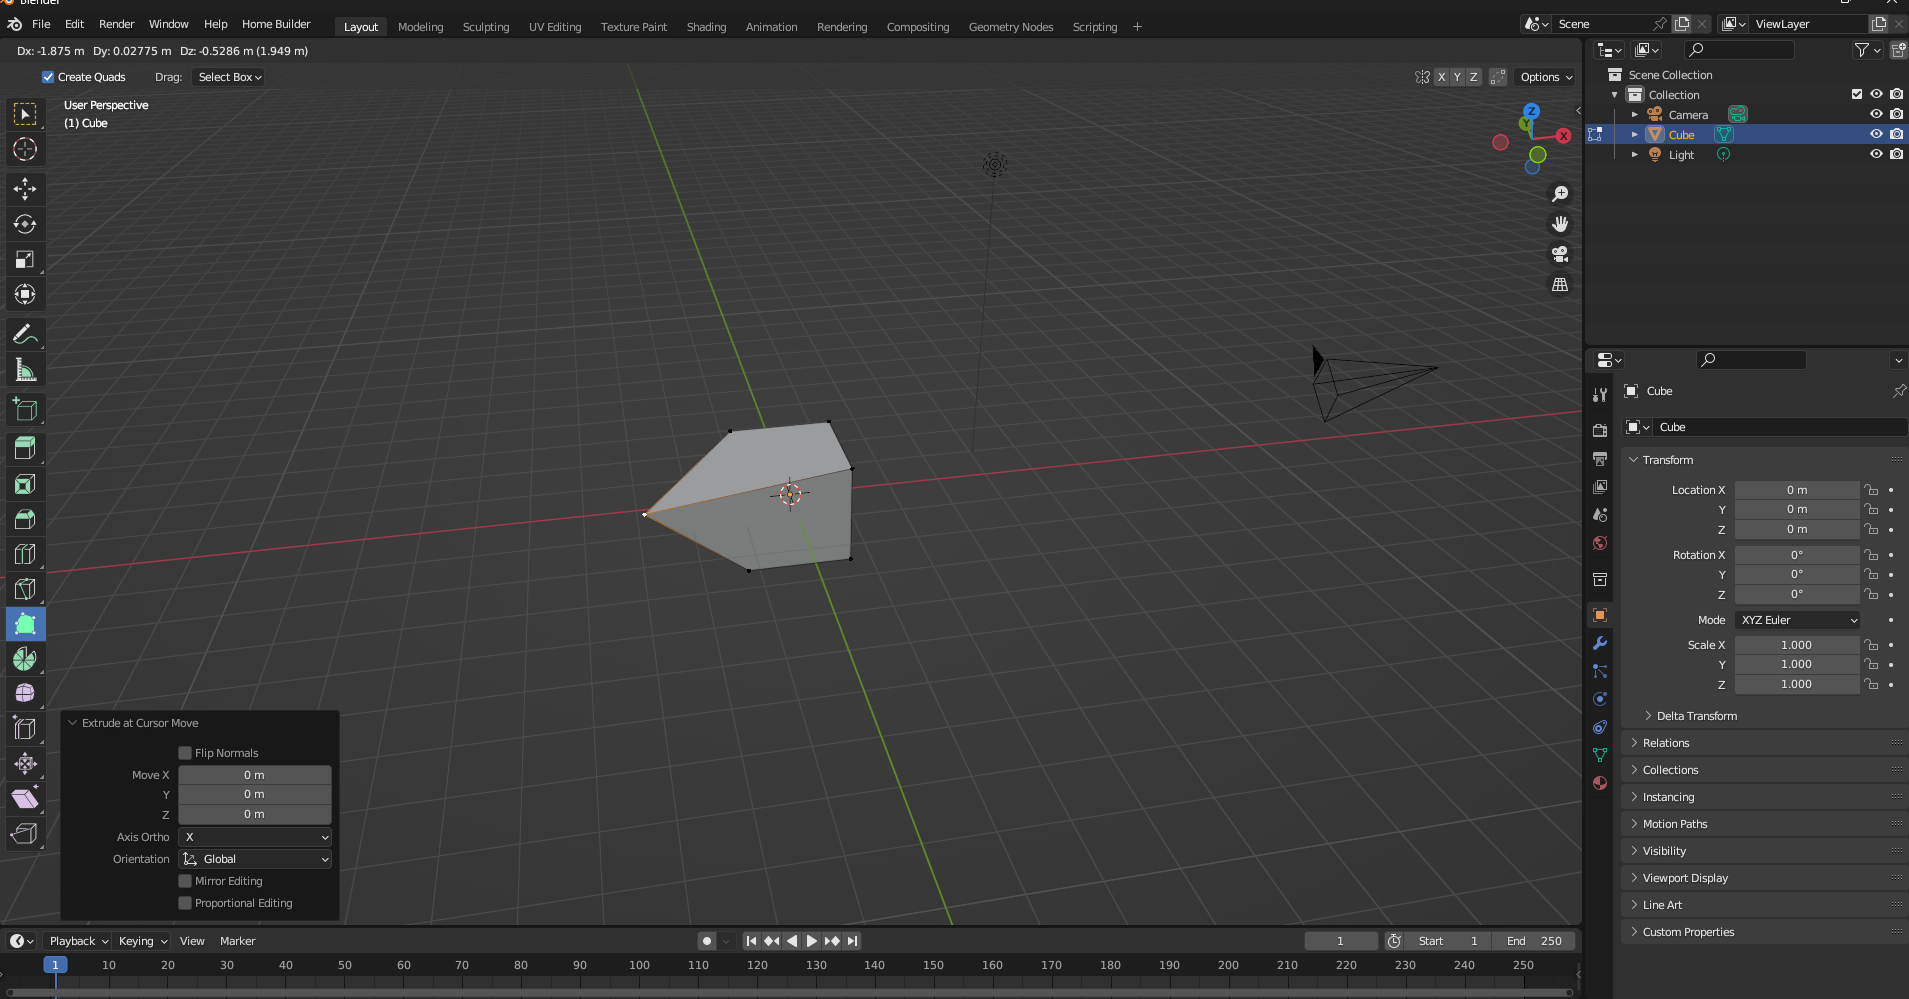 Blender
File Edit Render Window Help Home Builder
Layout Modeling Sculpting UV Editing Texture Paint Shading Animation Rendering Compositing Geometry Nodes Scripting +
Scene
ViewLayer
Dx: -1.875 m Dy: 0.02775 m Dz: -0.5286 m (1.949 m)
Create Quads Drag: Select Box
X Y Z Options
User Perspective
(1) Cube
Z
Y
X
Scene Collection
Collection
Camera
Cube
Light
Cube
Cube
Transform
Location X 0 m
Y 0 m
Z 0 m
Rotation X 0°
Y 0°
Z 0°
Mode XYZ Euler
Scale X 1.000
Y 1.000
Z 1.000
Delta Transform
Relations
Collections
Instancing
Motion Paths
Visibility
Viewport Display
Line Art
Custom Properties
Extrude at Cursor Move
Flip Normals
Move X 0 m
Y 0 m
Z 0 m
Axis Ortho X
Orientation Global
Mirror Editing
Proportional Editing
Playback Keying View Marker
1 Start 1 End 250
1 10 20 30 40 50 60 70 80 90 100 110 120 130 140 150 160 170 180 190 200 210 220 230 240 250